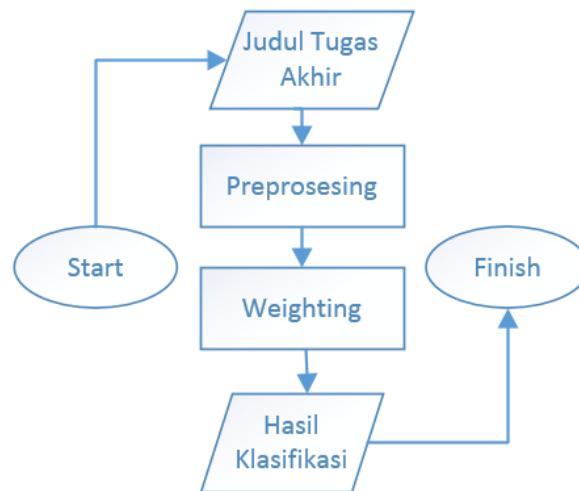 Judul Tugas
Akhir
Preprosesing
Start
Finish
Weighting
Hasil
Klasifikasi